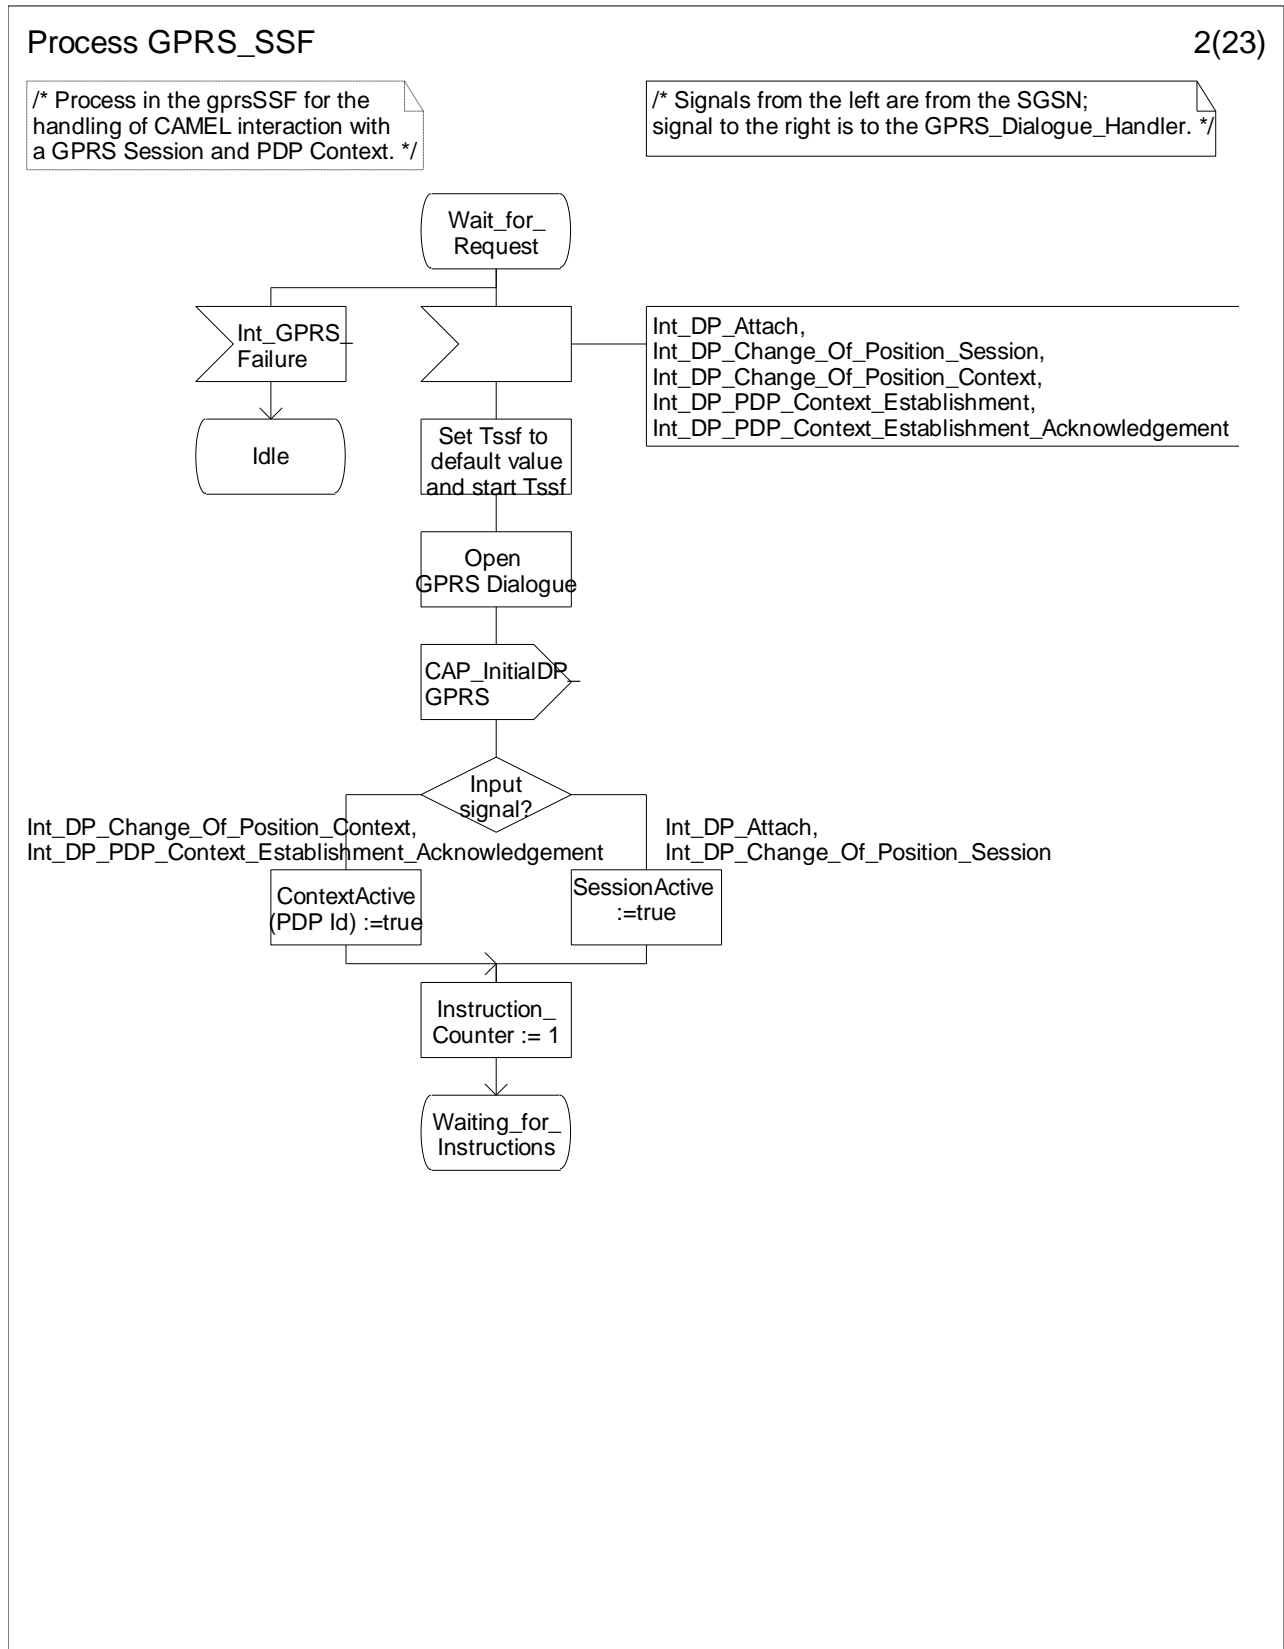 Process GPRS_SSF
2(23)
/* Process in the gprsSSF for the
handling of CAMEL interaction with
a GPRS Session and PDP Context. */
/* Signals from the left are from the SGSN;
signal to the right is to the GPRS_Dialogue_Handler. */
Wait_for_
Request
Int_GPRS_
Failure
Int_DP_Attach,
Int_DP_Change_Of_Position_Session,
Int_DP_Change_Of_Position_Context,
Int_DP_PDP_Context_Establishment,
Int_DP_PDP_Context_Establishment_Acknowledgement
Idle
Set Tssf to
default value
and start Tssf
Open
GPRS Dialogue
CAP_InitialDP_
GPRS
Input
signal?
Int_DP_Change_Of_Position_Context,
Int_DP_PDP_Context_Establishment_Acknowledgement
Int_DP_Attach,
Int_DP_Change_Of_Position_Session
ContextActive
(PDP Id) :=true
SessionActive
:=true
Instruction_
Counter := 1
Waiting_for_
Instructions